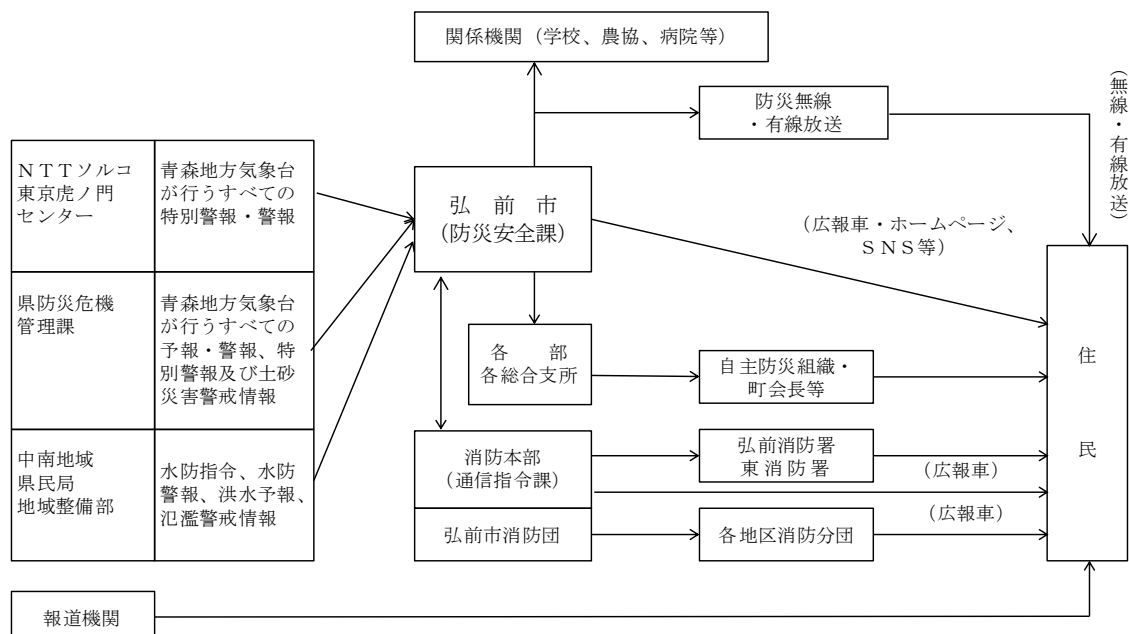 関係機関（学校、農協、病院等）
防災無線
・有線放送
（無線・有線放送）
ＮＴＴソルコ
東京虎ノ門
センター
青森地方気象台
が行うすべての
特別警報・警報
弘　前　市
（防災安全課）
（広報車・ホームページ、
ＳＮＳ等）
県防災危機
管理課
青森地方気象台
が行うすべての
予報・警報、特
別警報及び土砂
災害警戒情報
各　　部
各総合支所
自主防災組織・
町会長等
住
民
中南地域
県民局
地域整備部
水防指令、水防
警報、洪水予報、
氾濫警戒情報
消防本部
（通信指令課）
弘前消防署
東消防署
（広報車）
（広報車）
弘前市消防団
各地区消防分団
報道機関